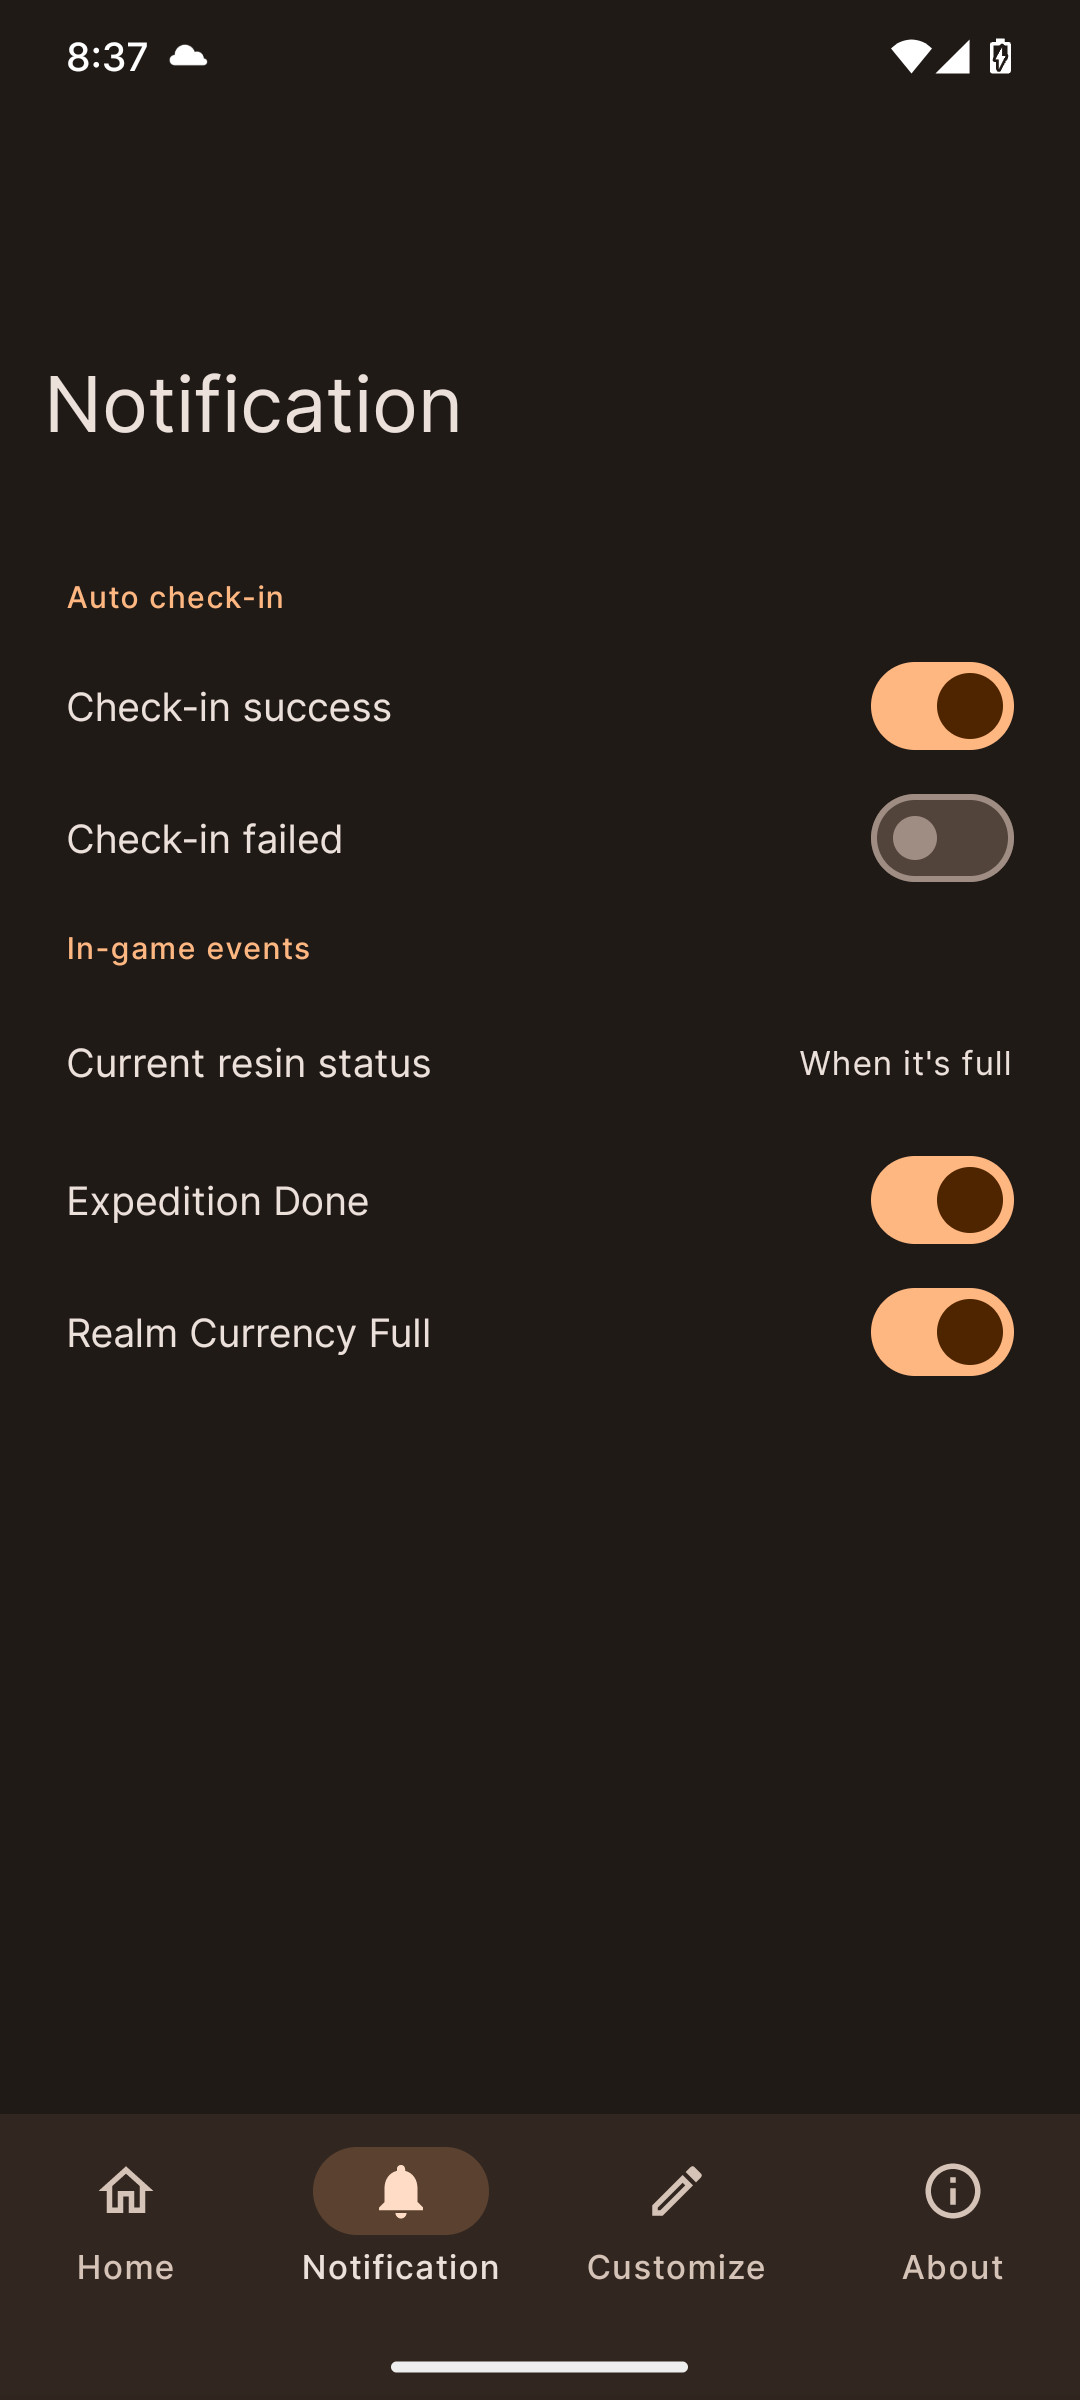 8:37
Notification
Auto check-in
Check-in success
Check-in failed
In-game events
Current resin status When it's full
Expedition Done
Realm Currency Full
Home Notification Customize About